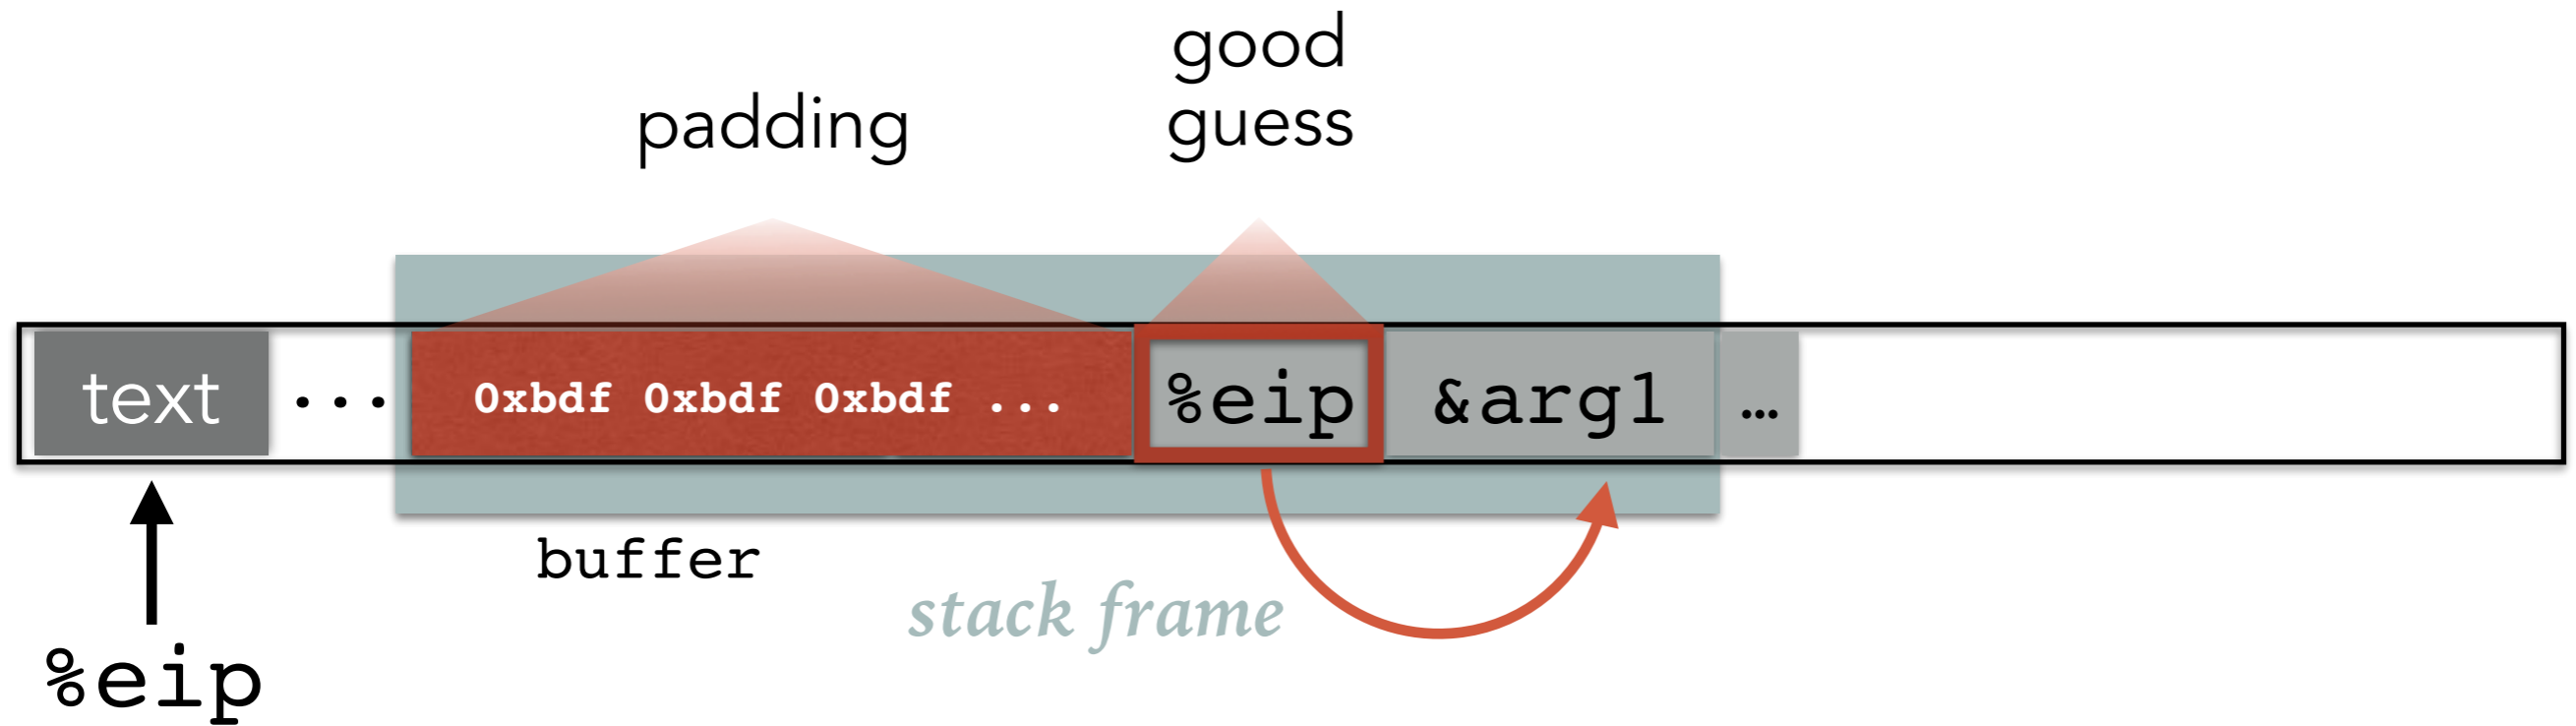 good
guess
padding
text ... 0xbdf 0xbdf 0xbdf ... %eip &arg1 ...
buffer
stack frame
%eip